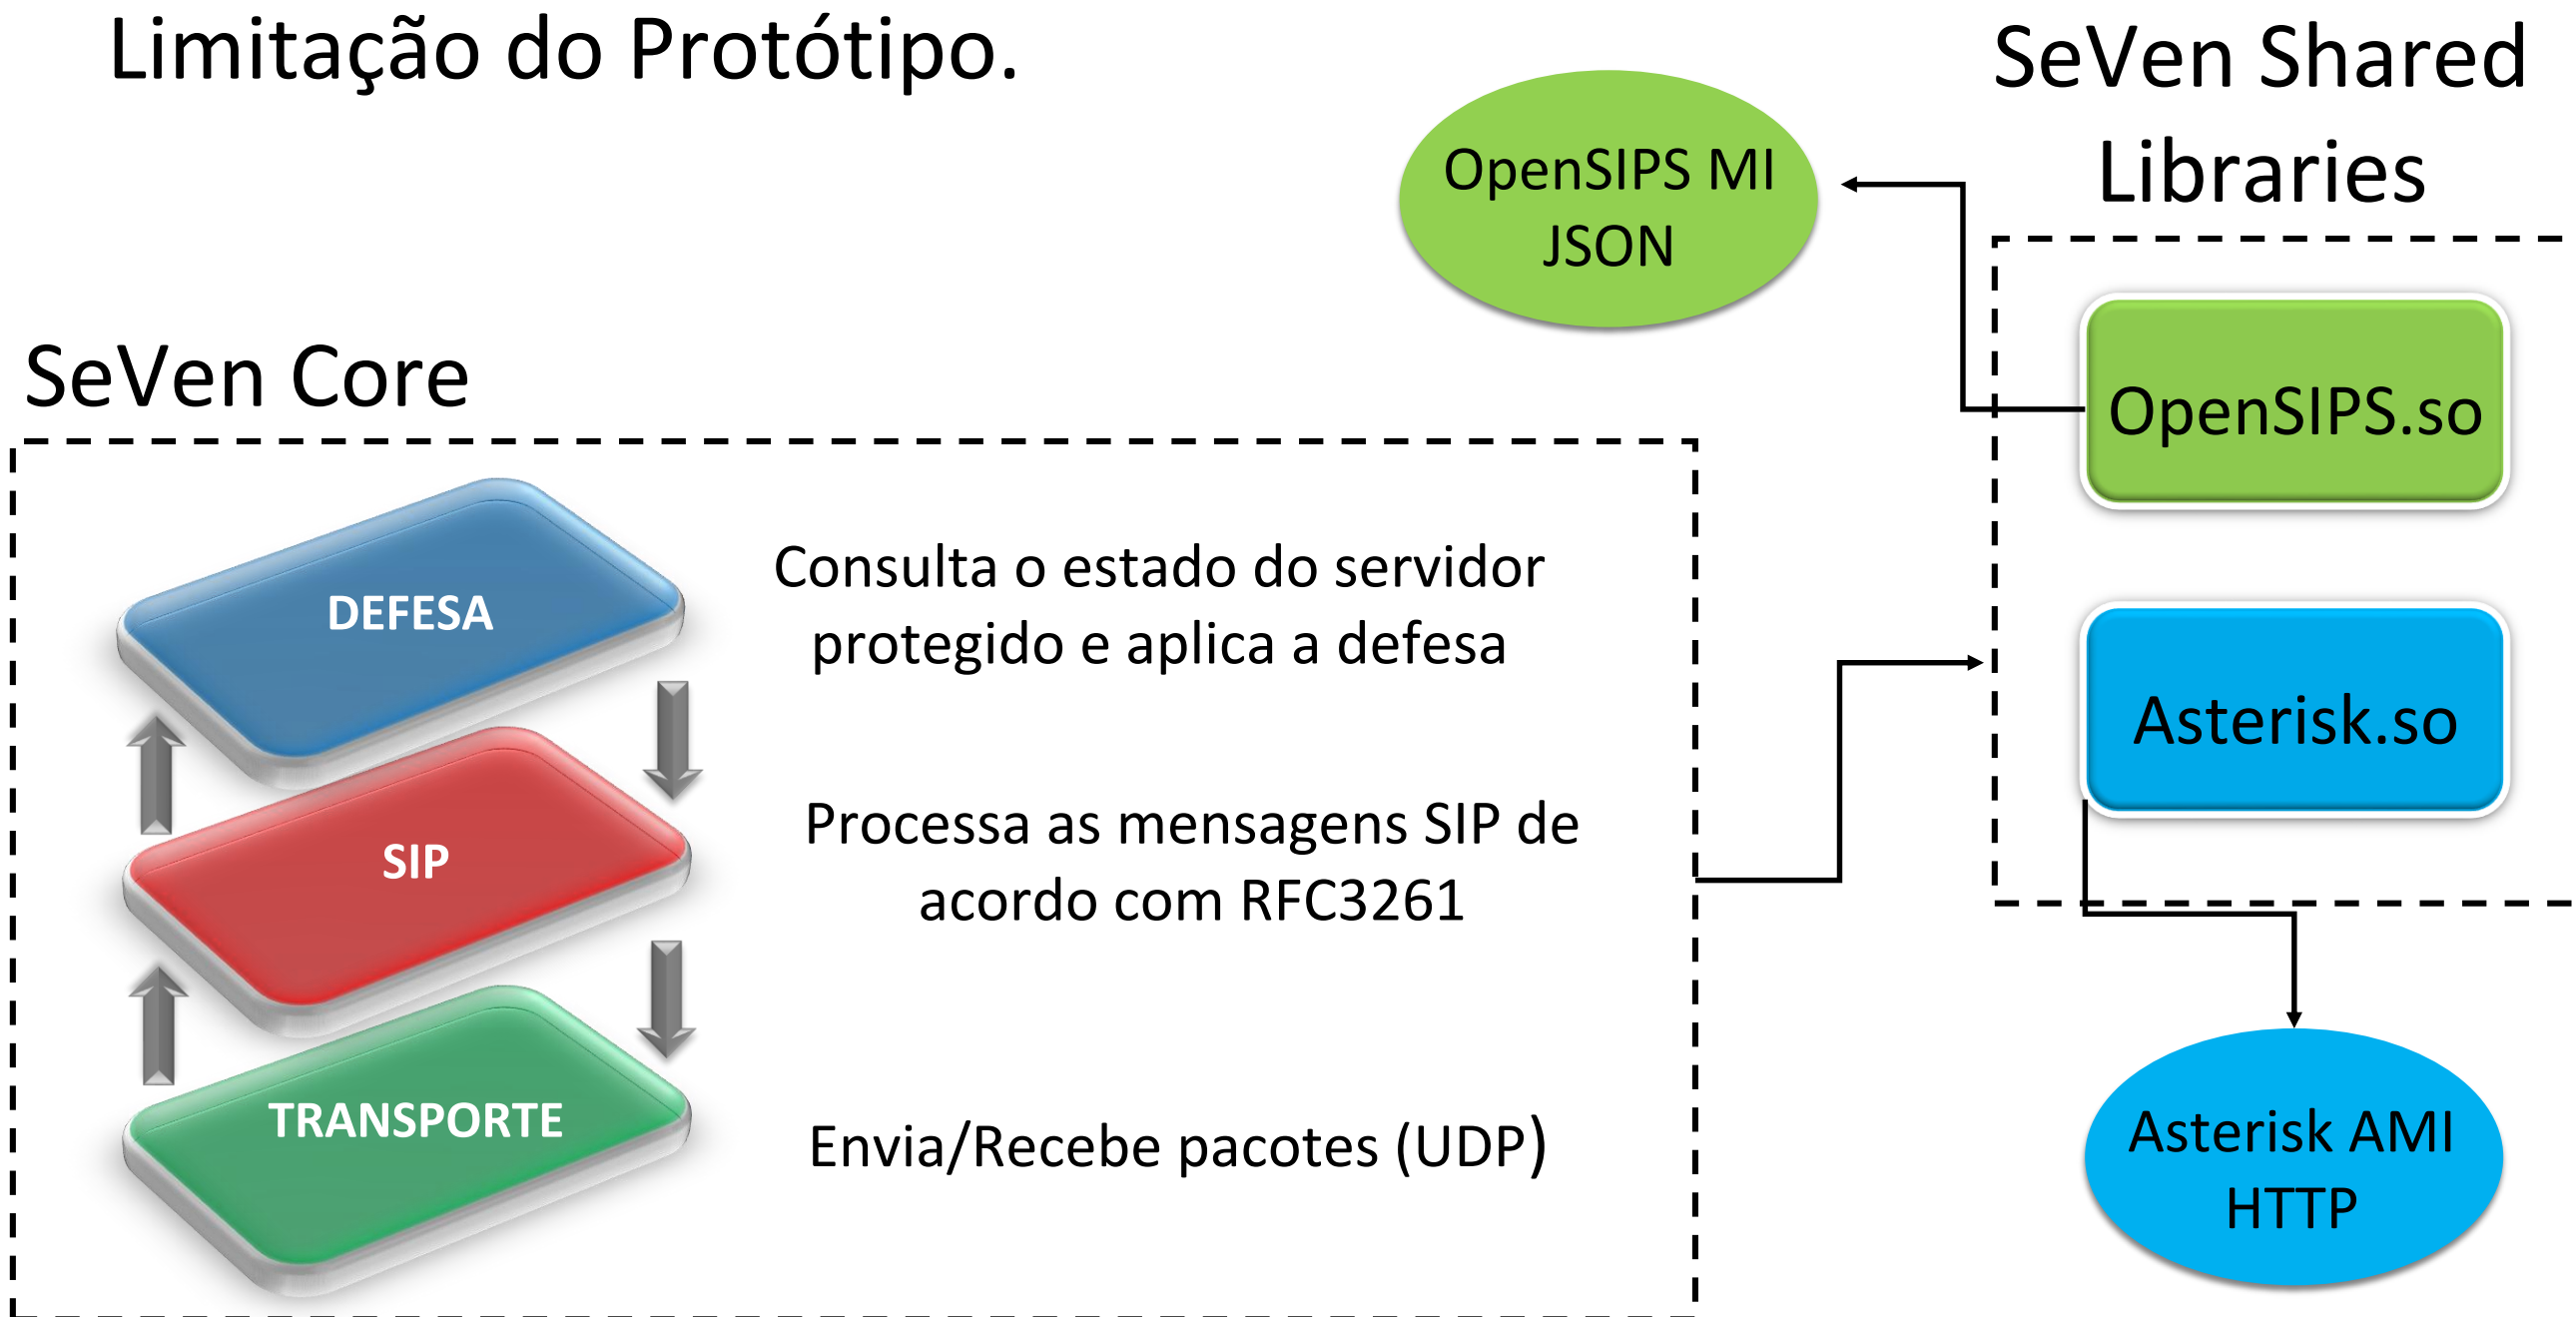 Limitação do Protótipo.
SeVen Shared
Libraries
OpenSIPS MI
JSON
OpenSIPS.so
Asterisk.so
Asterisk AMI
HTTP
SeVen Core
DEFESA
Consulta o estado do servidor
protegido e aplica a defesa
SIP
Processa as mensagens SIP de
acordo com RFC3261
TRANSPORTE
Envia/Recebe pacotes (UDP)